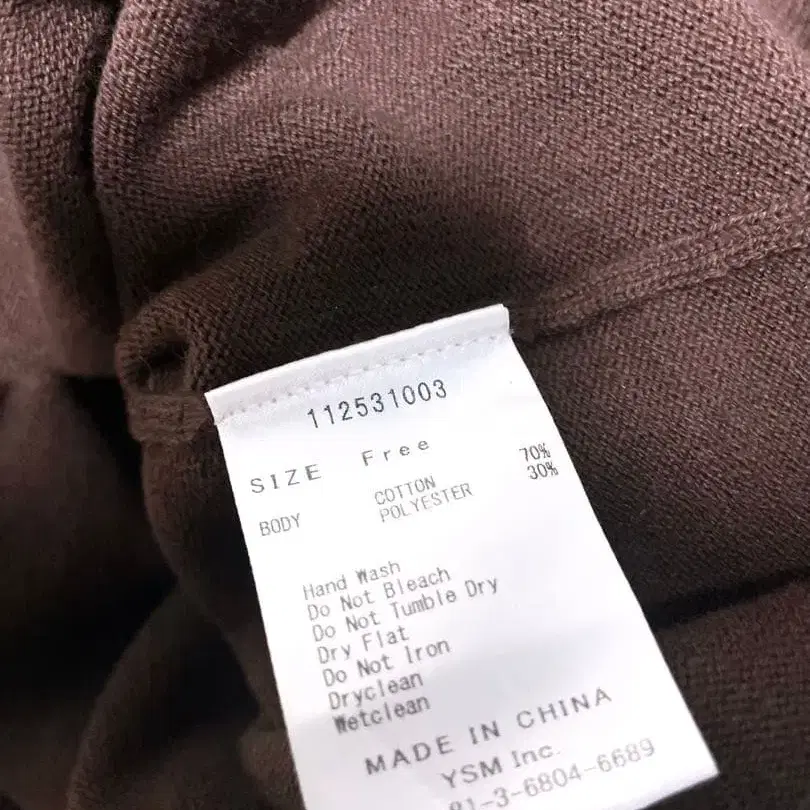 112531003
SIZE Free
BODY COTTON 70%
POLYESTER 30%
Hand Wash
Do Not Bleach
Do Not Tumble Dry
Dry Flat
Do Not Iron
Dryclean
Wetclean
MADE IN CHINA
YSM Inc.
81-3-6804-6689